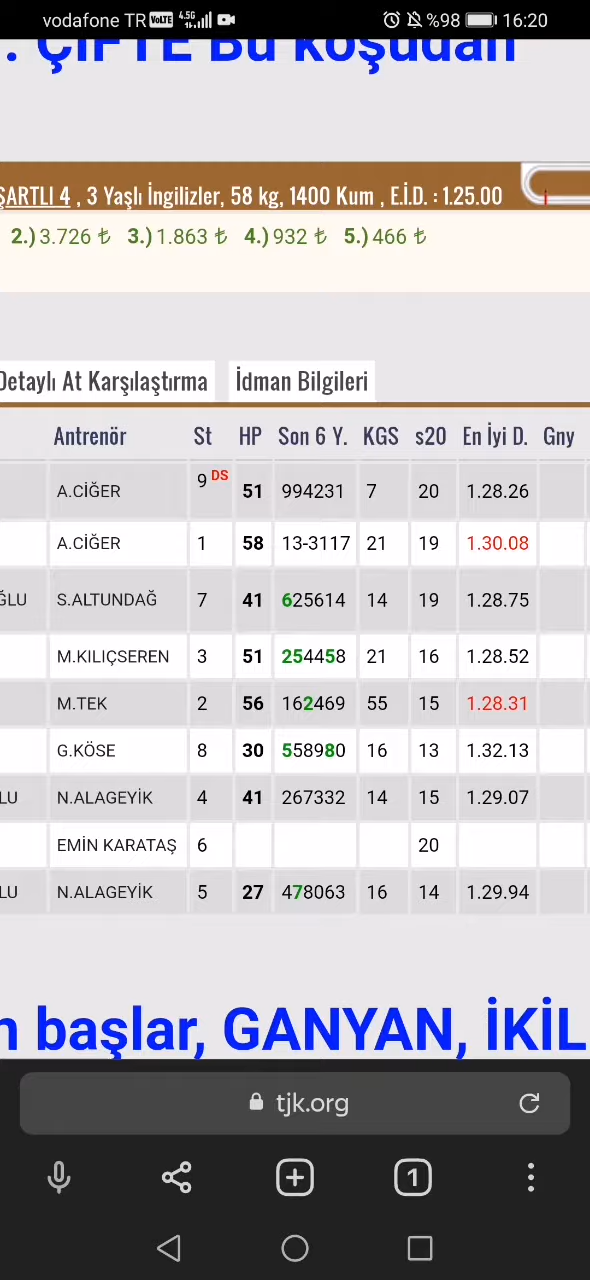 vodafone TR VoLTE 4.5G %98 16:20
. ÇİFTE Bu koşudan
ŞARTLI 4 , 3 Yaşlı İngilizler, 58 kg, 1400 Kum , E.İ.D. : 1.25.00
2.) 3.726 ₺ 3.) 1.863 ₺ 4.) 932 ₺ 5.) 466 ₺
Detaylı At Karşılaştırma İdman Bilgileri
Antrenör St HP Son 6 Y. KGS s20 En İyi D. Gny
A.CİĞER 9 DS 51 994231 7 20 1.28.26
A.CİĞER 1 58 13-3117 21 19 1.30.08
ĞLU S.ALTUNDAĞ 7 41 625614 14 19 1.28.75
M.KILIÇSEREN 3 51 254458 21 16 1.28.52
M.TEK 2 56 162469 55 15 1.28.31
G.KÖSE 8 30 558980 16 13 1.32.13
LU N.ALAGEYİK 4 41 267332 14 15 1.29.07
EMİN KARATAŞ 6 20
LU N.ALAGEYİK 5 27 478063 16 14 1.29.94
n başlar, GANYAN, İKİL
tjk.org
1